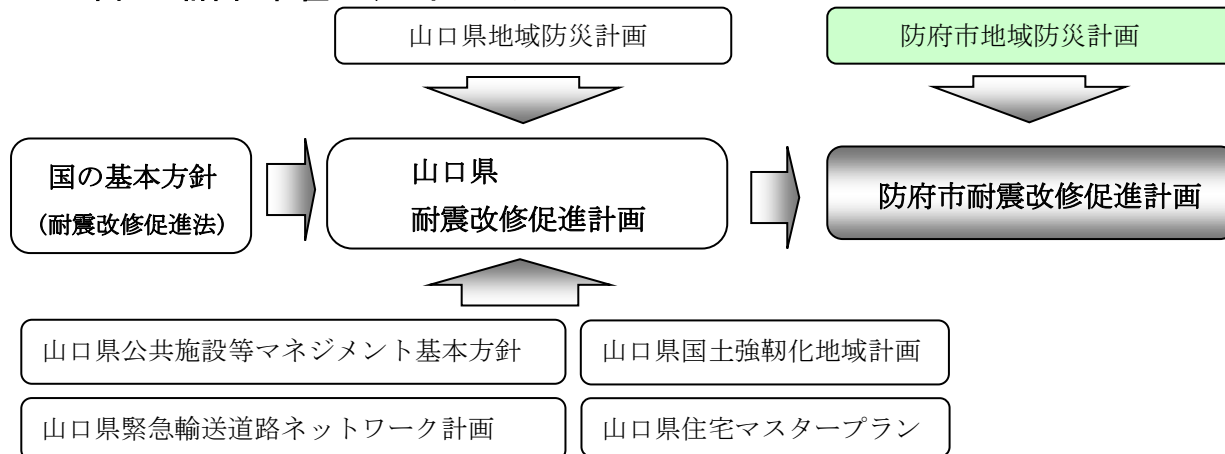 山口県地域防災計画
防府市地域防災計画
国の基本方針
(耐震改修促進法)
山口県
耐震改修促進計画
防府市耐震改修促進計画
山口県公共施設等マネジメント基本方針
山口県国土強靭化地域計画
山口県緊急輸送道路ネットワーク計画
山口県住宅マスタープラン